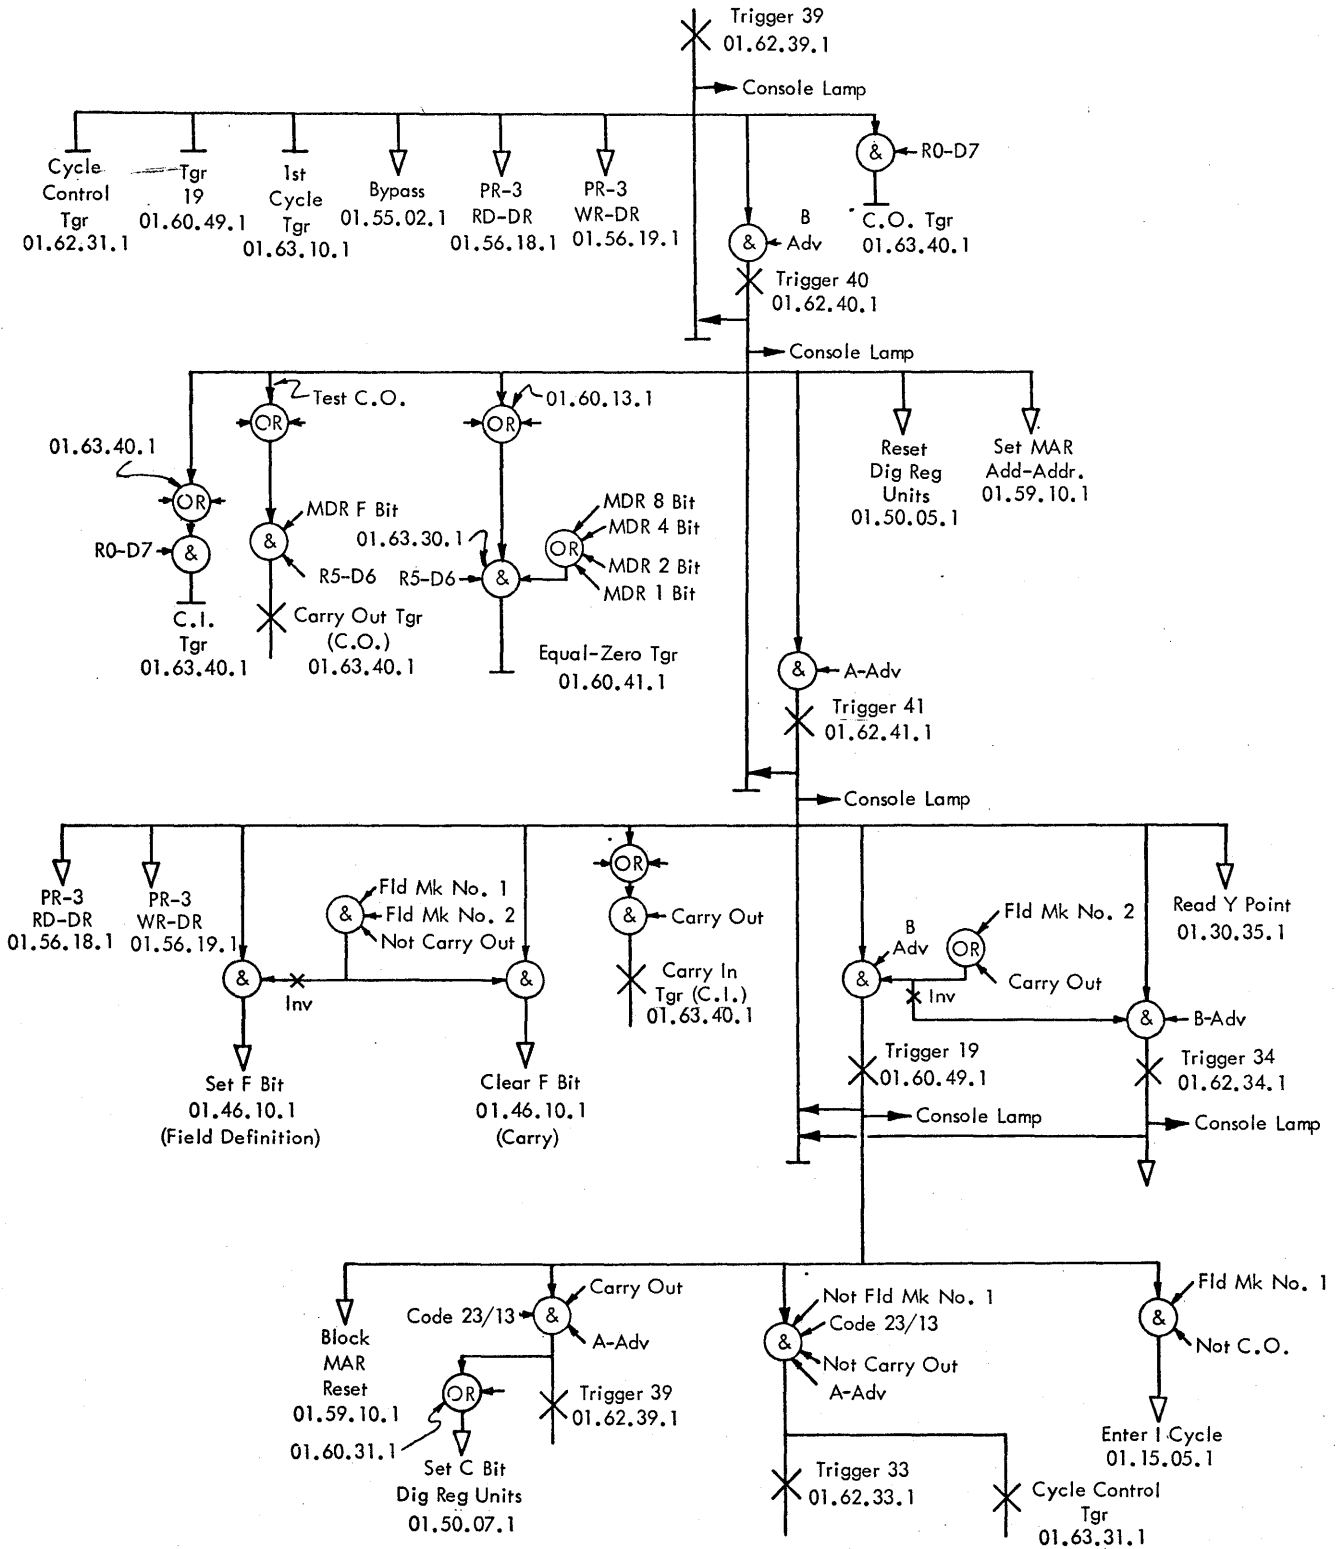 Trigger 39
01.62.39.1
Console Lamp
Cycle
Control
Tgr
01.62.31.1
Tgr
19
01.60.49.1
1st
Cycle
Tgr
01.63.10.1
Bypass
01.55.02.1
PR-3
RD-DR
01.56.18.1
PR-3
WR-DR
01.56.19.1
B
Adv
&
&
R0-D7
C.O. Tgr
01.63.40.1
Trigger 40
01.62.40.1
Console Lamp
01.63.40.1
OR
R0-D7
&
C.I.
Tgr
01.63.40.1
Test C.O.
OR
MDR F Bit
&
R5-D6
Carry Out Tgr
(C.O.)
01.63.40.1
01.60.13.1
OR
01.63.30.1
R5-D6
&
MDR 8 Bit
MDR 4 Bit
OR
MDR 2 Bit
MDR 1 Bit
Equal-Zero Tgr
01.60.41.1
Reset
Dig Reg
Units
01.50.05.1
Set MAR
Add-Addr.
01.59.10.1
&
A-Adv
Trigger 41
01.62.41.1
Console Lamp
PR-3
RD-DR
01.56.18.1
PR-3
WR-DR
01.56.19.1
&
Inv
&
Fld Mk No. 1
Fld Mk No. 2
Not Carry Out
&
Set F Bit
01.46.10.1
(Field Definition)
Clear F Bit
01.46.10.1
(Carry)
OR
&
Carry Out
Carry In
Tgr (C.I.)
01.63.40.1
B
Adv
&
Fld Mk No. 2
OR
Carry Out
Inv
Read Y Point
01.30.35.1
&
B-Adv
Trigger 19
01.60.49.1
Console Lamp
Trigger 34
01.62.34.1
Console Lamp
Block
MAR
Reset
01.59.10.1
Code 23/13
&
Carry Out
A-Adv
OR
01.60.31.1
Set C Bit
Dig Reg Units
01.50.07.1
Trigger 39
01.62.39.1
&
Not Fld Mk No. 1
Code 23/13
Not Carry Out
A-Adv
Trigger 33
01.62.33.1
Cycle Control
Tgr
01.63.31.1
&
Fld Mk No. 1
Not C.O.
Enter I Cycle
01.15.05.1